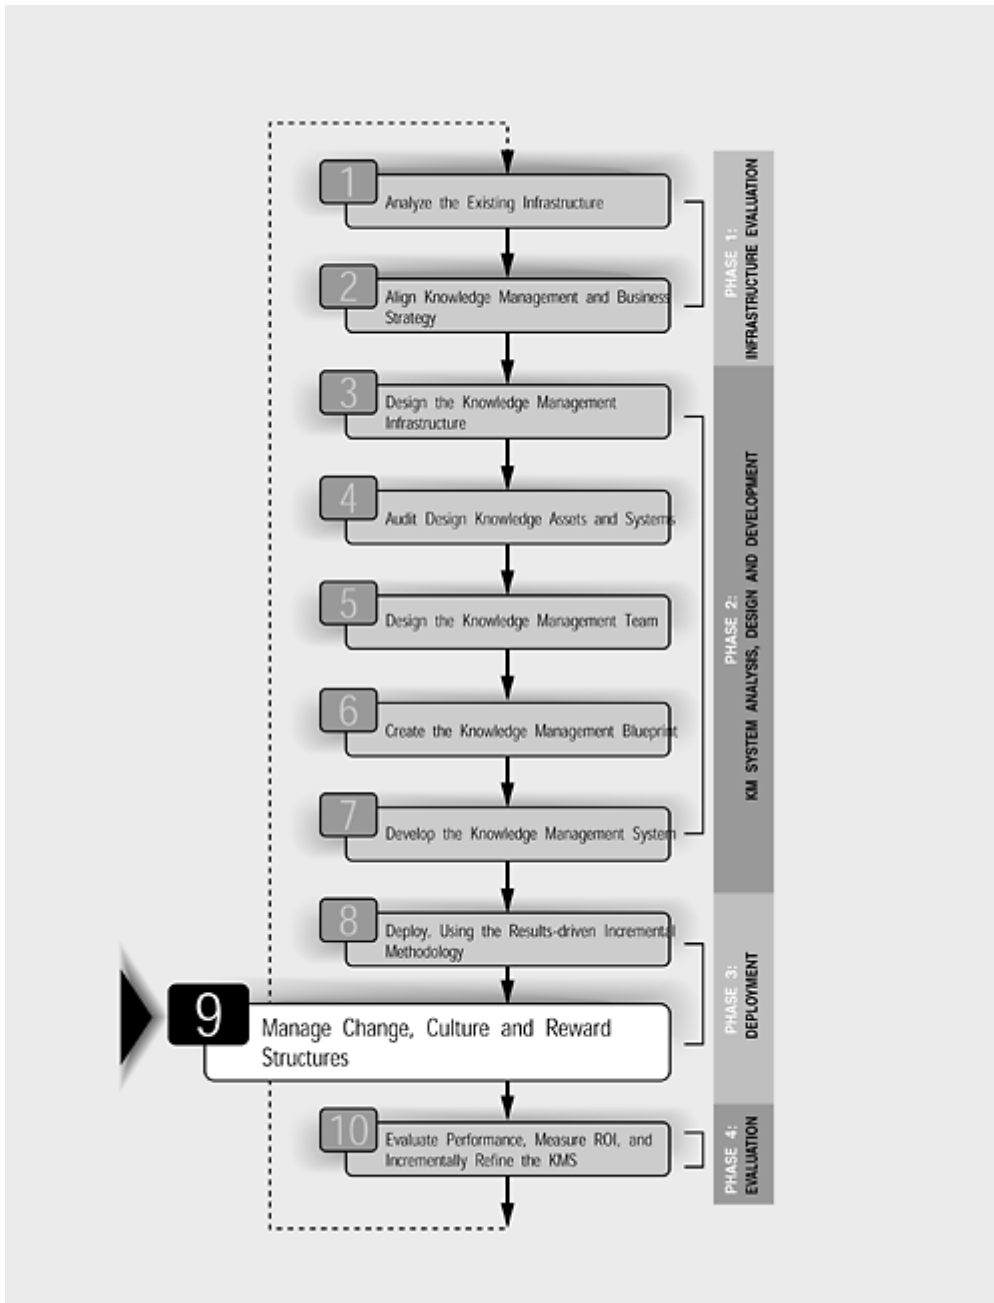 1
Analyze the Existing Infrastructure
2
Align Knowledge Management and Business
Strategy
PHASE 1:
INFRASTRUCTURE EVALUATION
3
Design the Knowledge Management
Infrastructure
4
Audit Design Knowledge Assets and Systems
5
Design the Knowledge Management Team
6
Create the Knowledge Management Blueprint
7
Develop the Knowledge Management System
PHASE 2:
KM SYSTEM ANALYSIS, DESIGN AND DEVELOPMENT
8
Deploy, Using the Results-driven Incremental
Methodology
9
Manage Change, Culture and Reward
Structures
PHASE 3:
DEPLOYMENT
10
Evaluate Performance, Measure ROI, and
Incrementally Refine the KMS
PHASE 4:
EVALUATION